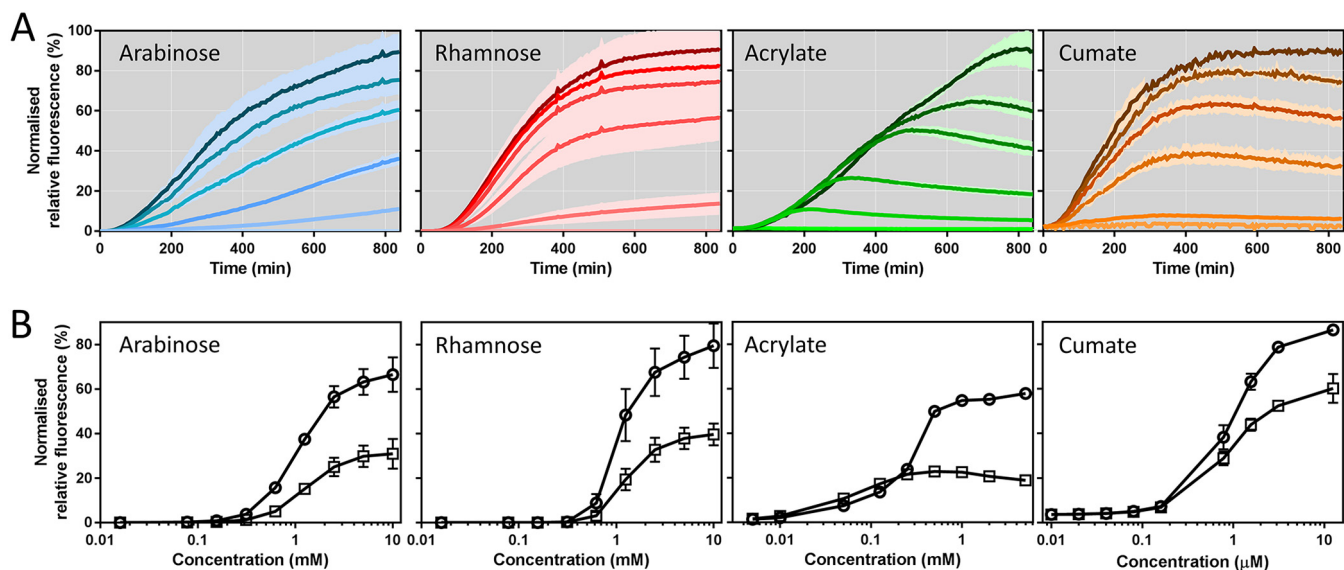 A
Normalised
relative fluorescence (%)
100
80
60
40
20
0
Arabinose
0 200 400 600 800
Time (min)
Rhamnose
0 200 400 600 800
Time (min)
Acrylate
0 200 400 600 800
Time (min)
Cumate
0 200 400 600 800
Time (min)
B
Normalised
relative fluorescence (%)
80
60
40
20
0
Arabinose
0.01 0.1 1 10
Concentration (mM)
Rhamnose
0.01 0.1 1 10
Concentration (mM)
Acrylate
0.01 0.1 1
Concentration (mM)
Cumate
0.01 0.1 1 10
Concentration (μM)